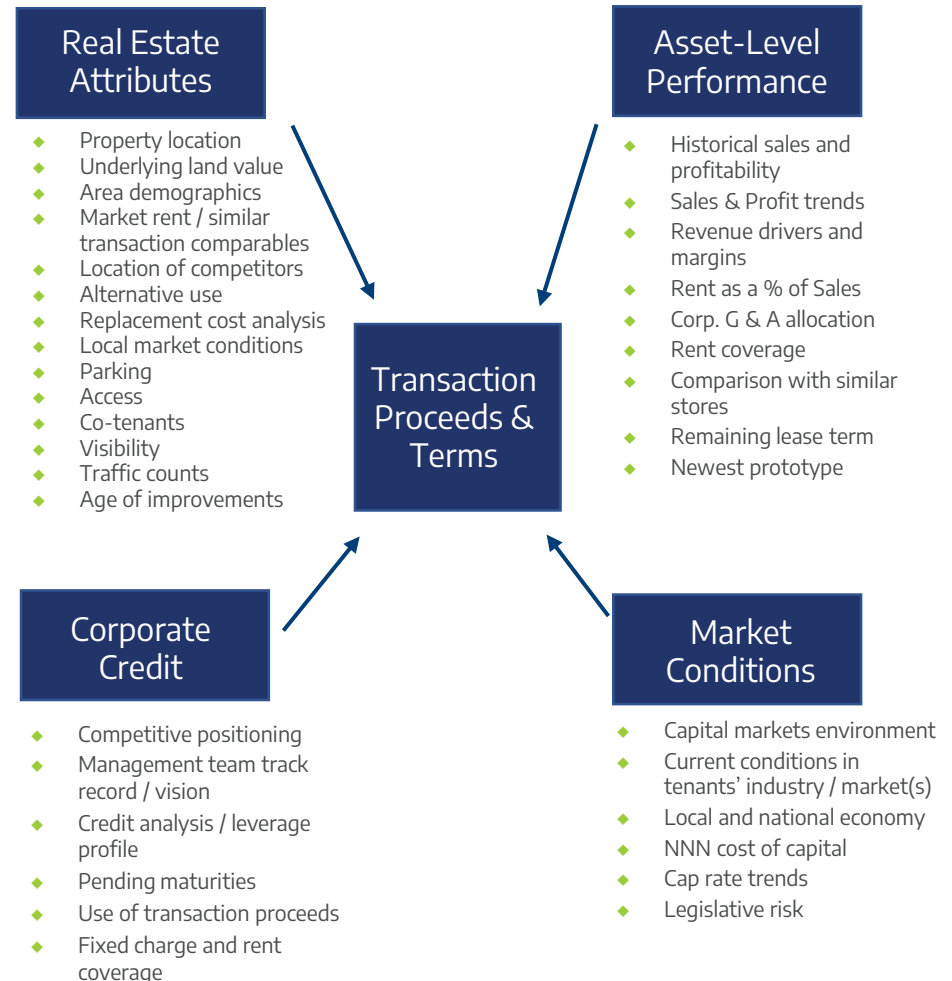 Real Estate
Attributes
Property location
Underlying land value
Area demographics
Market rent / similar
transaction comparables
Location of competitors
Alternative use
Replacement cost analysis
Local market conditions
Parking
Access
Co-tenants
Visibility
Traffic counts
Age of improvements
Asset-Level
Performance
Historical sales and
profitability
Sales & Profit trends
Revenue drivers and
margins
Rent as a % of Sales
Corp. G & A allocation
Rent coverage
Comparison with similar
stores
Remaining lease term
Newest prototype
Transaction
Proceeds &
Terms
Corporate
Credit
Competitive positioning
Management team track
record / vision
Credit analysis / leverage
profile
Pending maturities
Use of transaction proceeds
Fixed charge and rent
coverage
Market
Conditions
Capital markets environment
Current conditions in
tenants’ industry / market(s)
Local and national economy
NNN cost of capital
Cap rate trends
Legislative risk